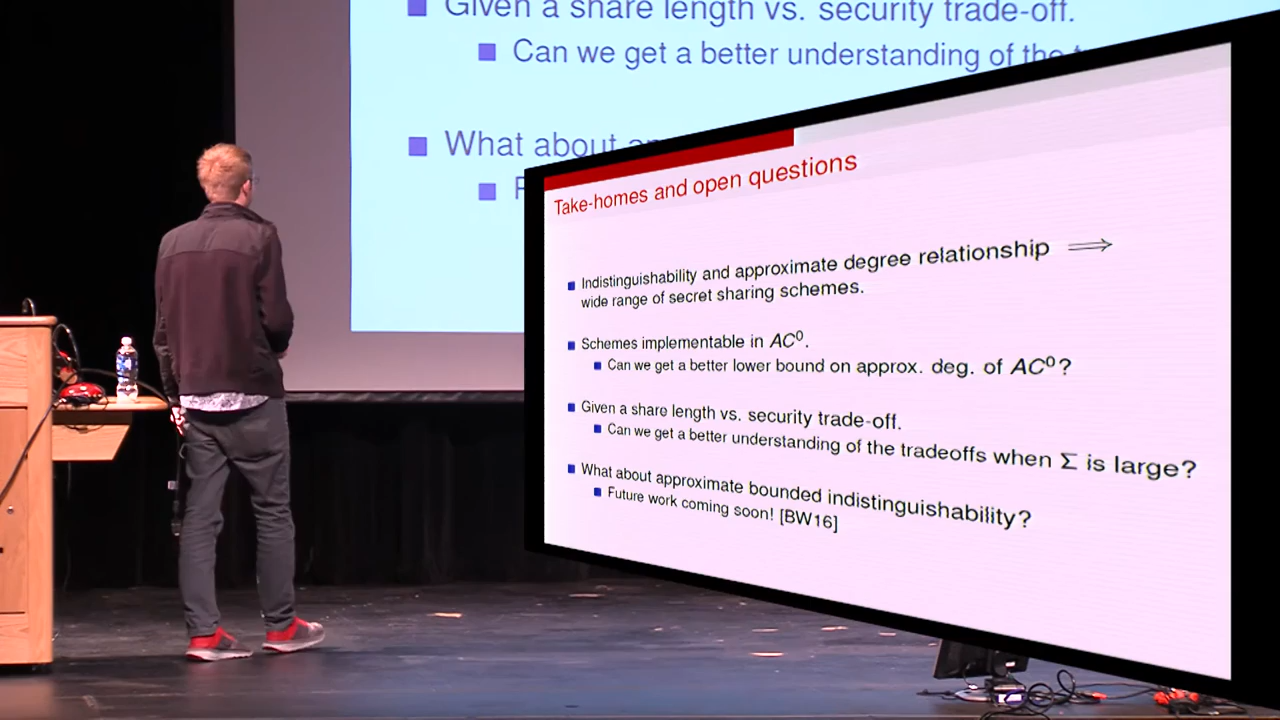 Given a share length vs. security trade-off.
Can we get a better understanding of the
What about
Take-homes and open questions
Indistinguishability and approximate degree relationship ⟹
wide range of secret sharing schemes.
Schemes implementable in AC⁰.
Can we get a better lower bound on approx. deg. of AC⁰?
Given a share length vs. security trade-off.
Can we get a better understanding of the tradeoffs when Σ is large?
What about approximate bounded indistinguishability?
Future work coming soon! [BW16]